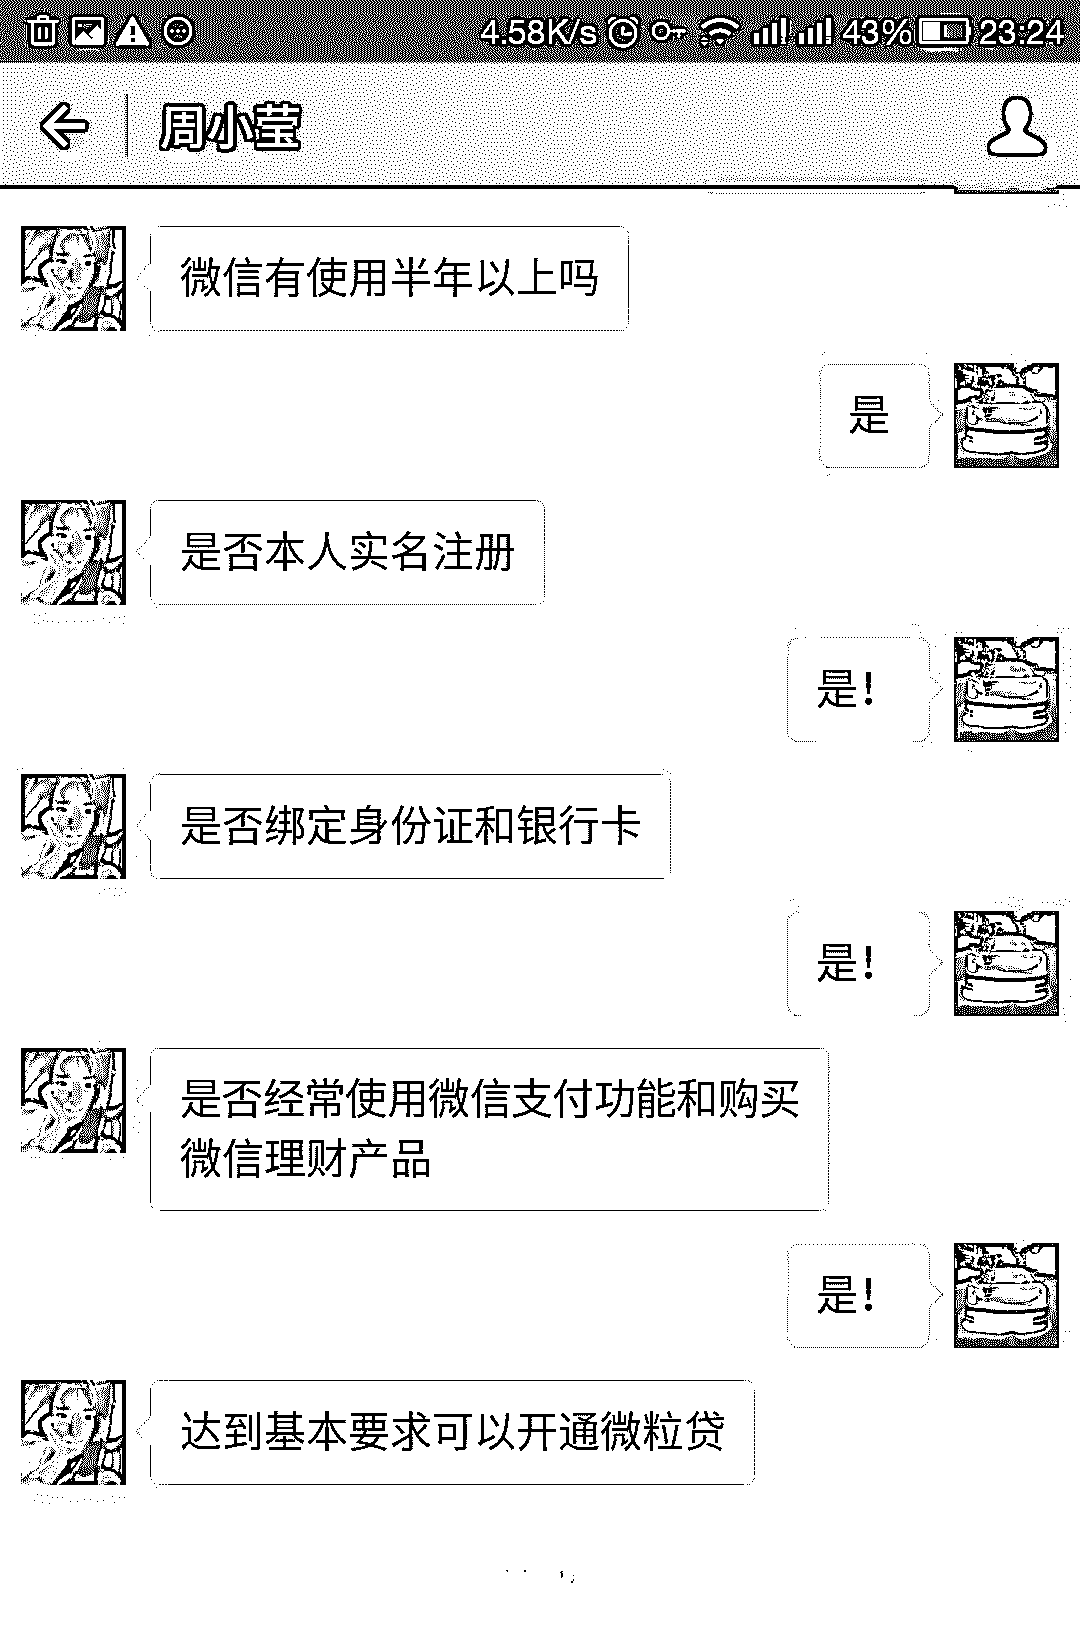 4.58K/s 43% 23:24
周小莹
微信有使用半年以上吗
是
是否本人实名注册
是!
是否绑定身份证和银行卡
是!
是否经常使用微信支付功能和购买
微信理财产品
是!
达到基本要求可以开通微粒贷